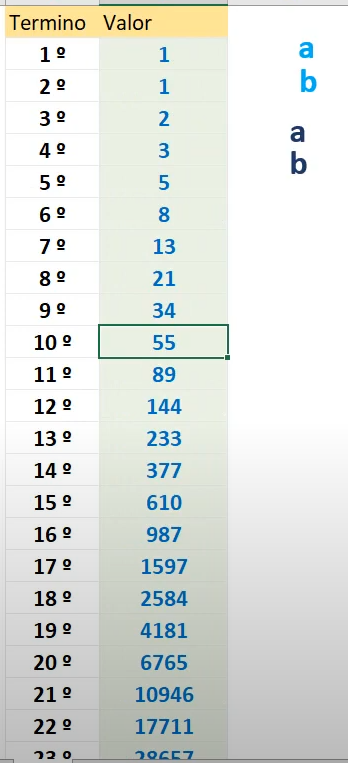 Termino Valor
1 º 1
2 º 1
3 º 2
4 º 3
5 º 5
6 º 8
7 º 13
8 º 21
9 º 34
10 º 55
11 º 89
12 º 144
13 º 233
14 º 377
15 º 610
16 º 987
17 º 1597
18 º 2584
19 º 4181
20 º 6765
21 º 10946
22 º 17711
23 º 28657
a
b
a
b